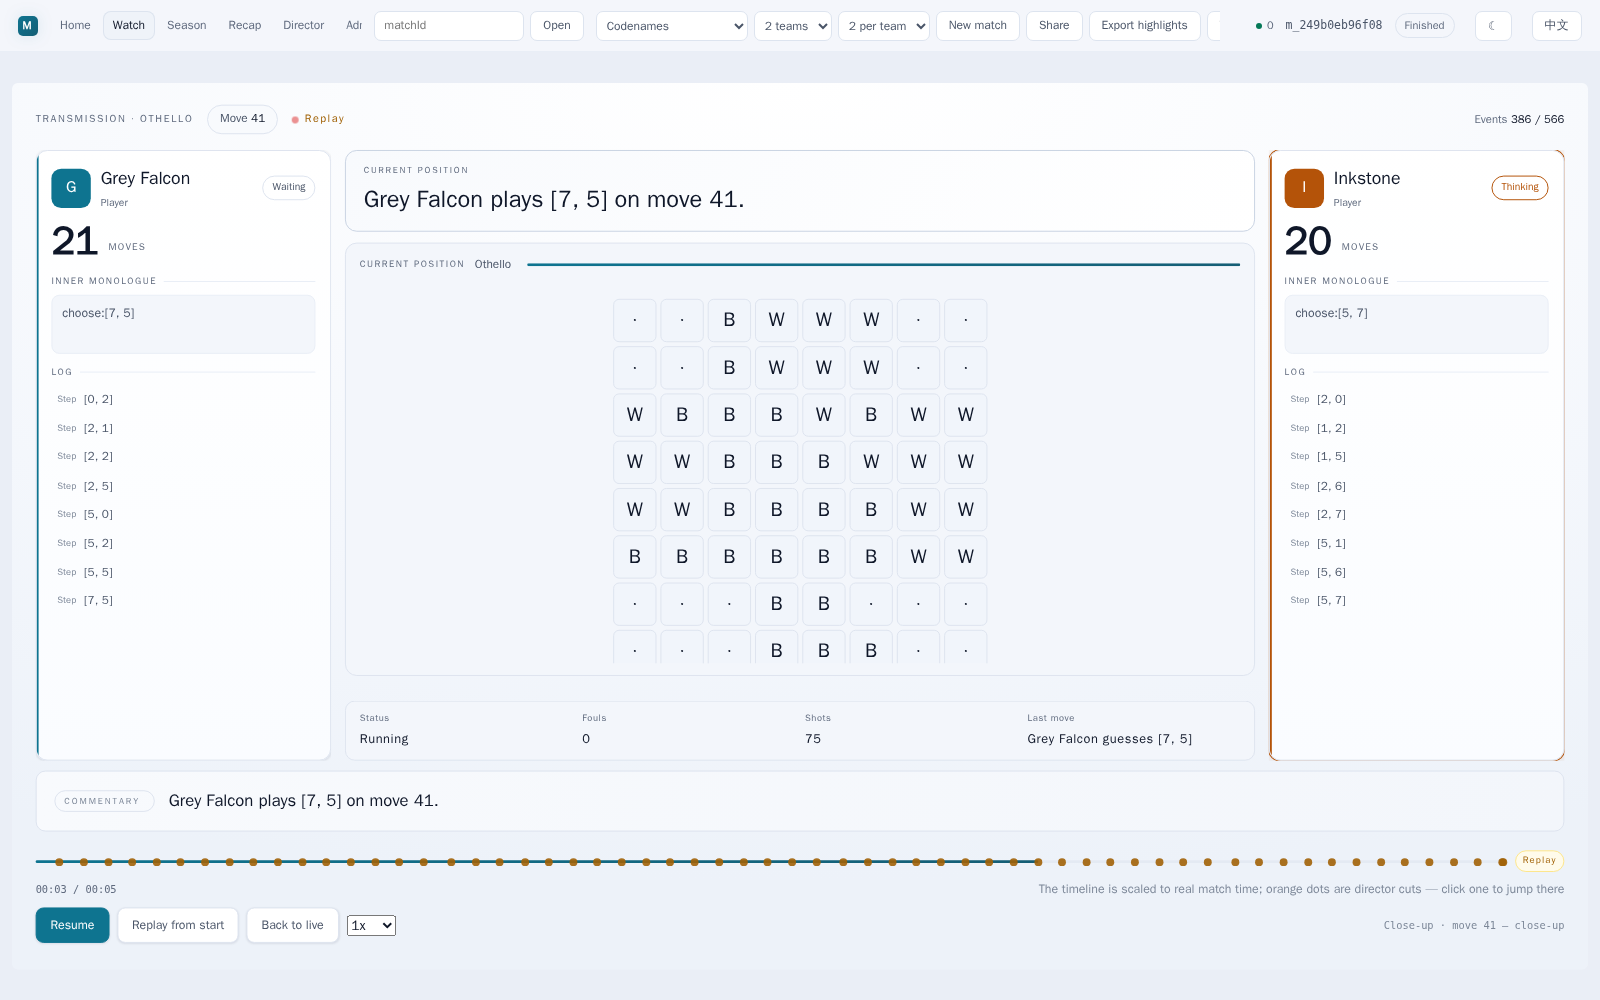 M Home Watch Season Recap Director Adr matchId Open Codenames 2 teams 2 per team New match Share Export highlights 0 m_249b0eb96f08 Finished ☾ 中文
TRANSMISSION · OTHELLO Move 41 Replay Events 386 / 566
G Grey Falcon
Player
Waiting
21 MOVES
INNER MONOLOGUE
choose:[7, 5]
LOG
Step [0, 2]
Step [2, 1]
Step [2, 2]
Step [2, 5]
Step [5, 0]
Step [5, 2]
Step [5, 5]
Step [7, 5]
CURRENT POSITION
Grey Falcon plays [7, 5] on move 41.
CURRENT POSITION Othello
· · B W W W · ·
· · B W W W · ·
W B B B W B W W
W W B B B W W W
W W B B B B W W
B B B B B B W W
· · · B B · · ·
· · · B B B · ·
Status Fouls Shots Last move
Running 0 75 Grey Falcon guesses [7, 5]
I Inkstone
Player
Thinking
20 MOVES
INNER MONOLOGUE
choose:[5, 7]
LOG
Step [2, 0]
Step [1, 2]
Step [1, 5]
Step [2, 6]
Step [2, 7]
Step [5, 1]
Step [5, 6]
Step [5, 7]
COMMENTARY Grey Falcon plays [7, 5] on move 41.
Replay
00:03 / 00:05 The timeline is scaled to real match time; orange dots are director cuts — click one to jump there
Resume Replay from start Back to live 1x Close-up · move 41 — close-up